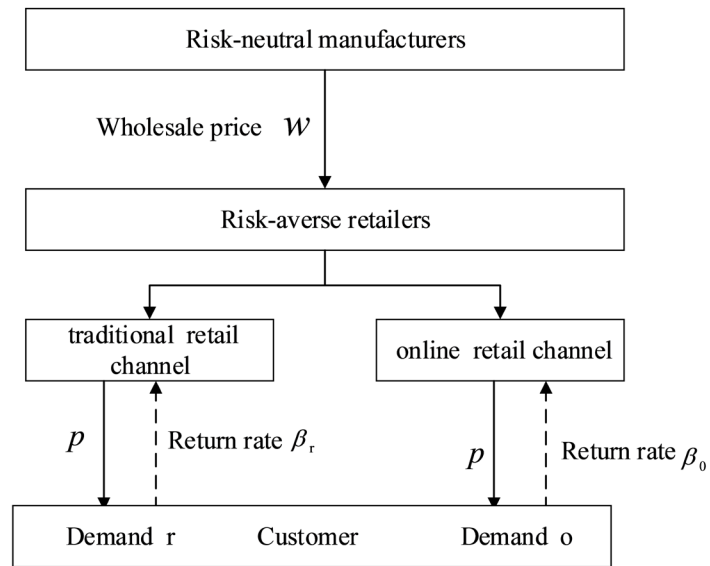 Risk-neutral manufacturers
Wholesale price w
Risk-averse retailers
traditional retail
channel
online retail channel
p
Return rate βr
p
Return rate β0
Demand r Customer Demand o